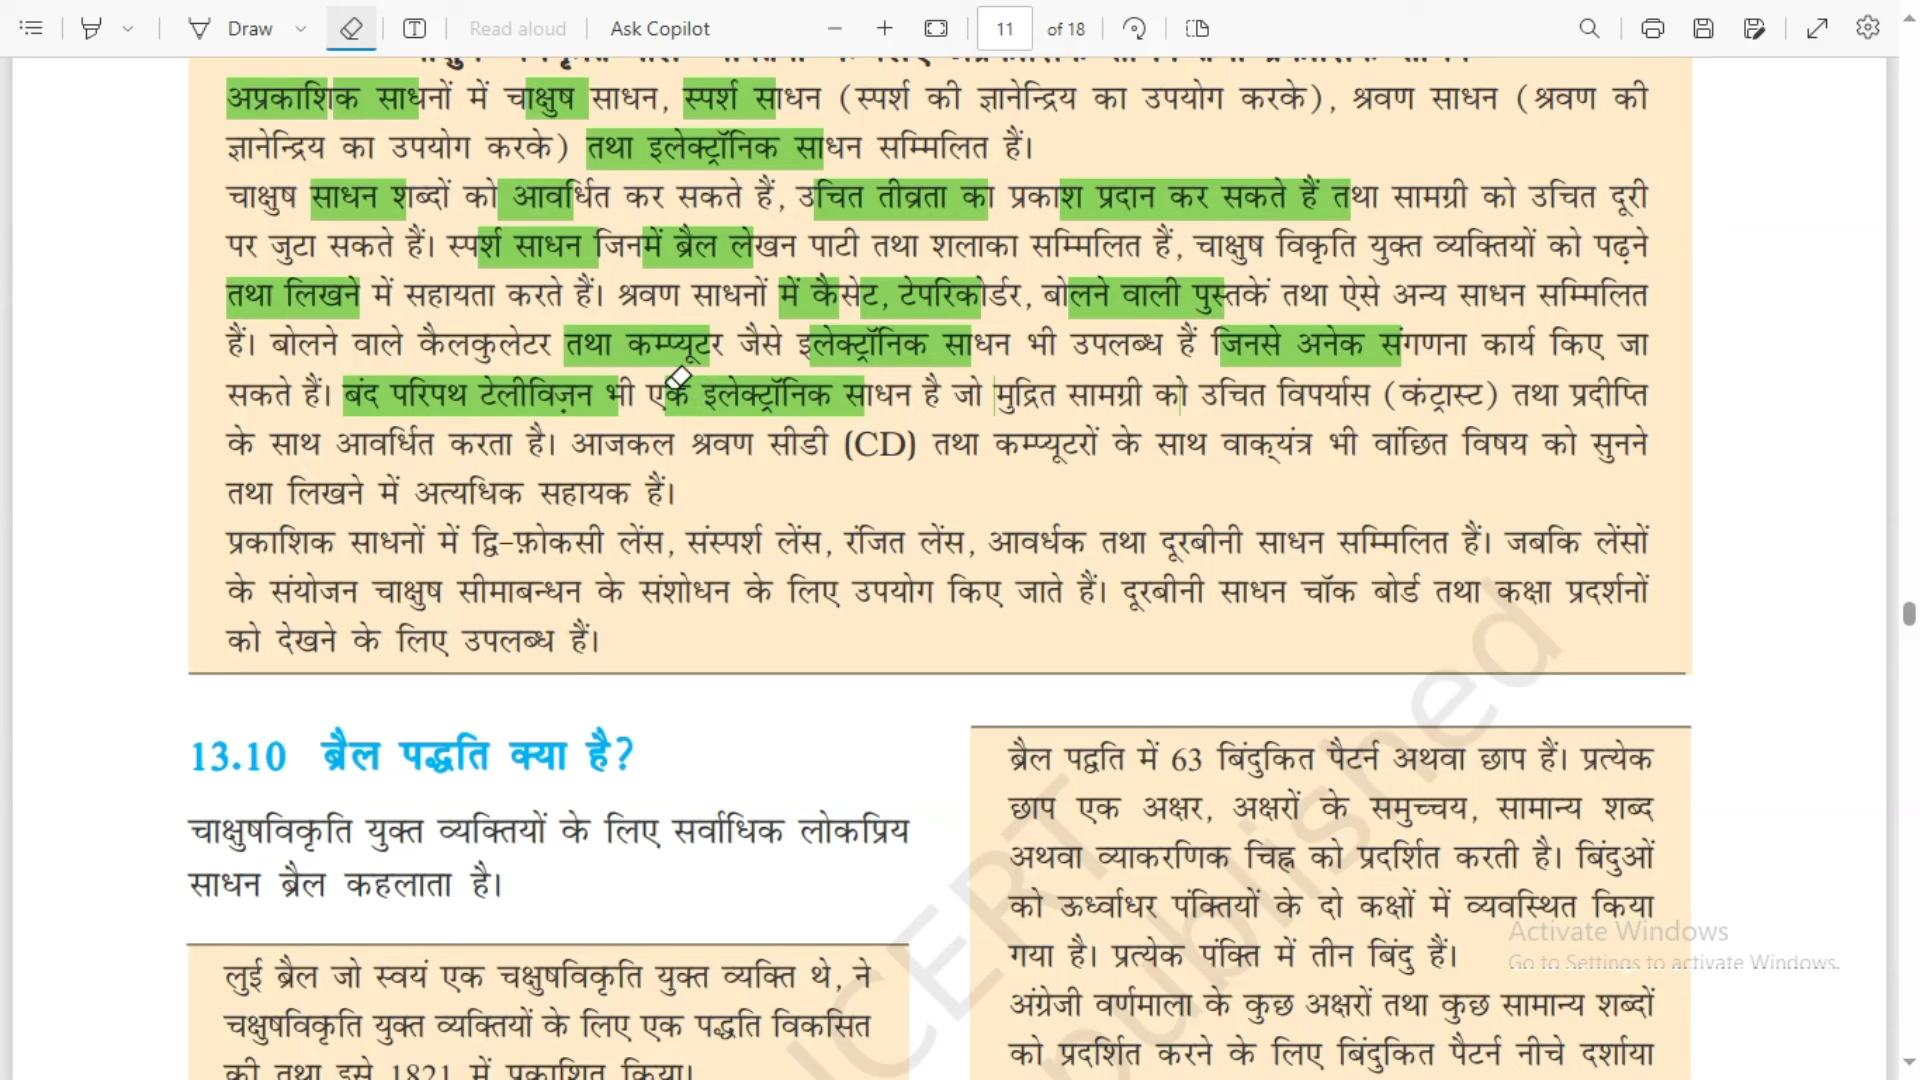 Draw
Read aloud
Ask Copilot
11
of 18
अप्रकाशिक साधनों में चाक्षुष साधन, स्पर्श साधन (स्पर्श की ज्ञानेन्द्रिय का उपयोग करके), श्रवण साधन (श्रवण की
ज्ञानेन्द्रिय का उपयोग करके) तथा इलेक्ट्रॉनिक साधन सम्मिलित हैं।
चाक्षुष साधन शब्दों को आवर्धित कर सकते हैं, उचित तीव्रता का प्रकाश प्रदान कर सकते हैं तथा सामग्री को उचित दूरी
पर जुटा सकते हैं। स्पर्श साधन जिनमें ब्रैल लेखन पाटी तथा शलाका सम्मिलित हैं, चाक्षुष विकृति युक्त व्यक्तियों को पढ़ने
तथा लिखने में सहायता करते हैं। श्रवण साधनों में कैसेट, टेपरिकोर्डर, बोलने वाली पुस्तकें तथा ऐसे अन्य साधन सम्मिलित
हैं। बोलने वाले कैलकुलेटर तथा कम्प्यूटर जैसे इलेक्ट्रॉनिक साधन भी उपलब्ध हैं जिनसे अनेक संगणना कार्य किए जा
सकते हैं। बंद परिपथ टेलीविज़न भी एक इलेक्ट्रॉनिक साधन है जो मुद्रित सामग्री को उचित विपर्यास (कंट्रास्ट) तथा प्रदीप्ति
के साथ आवर्धित करता है। आजकल श्रवण सीडी (CD) तथा कम्प्यूटरों के साथ वाक्‌यंत्र भी वांछित विषय को सुनने
तथा लिखने में अत्यधिक सहायक हैं।
प्रकाशिक साधनों में द्वि-फ़ोकसी लेंस, संस्पर्श लेंस, रंजित लेंस, आवर्धक तथा दूरबीनी साधन सम्मिलित हैं। जबकि लेंसों
के संयोजन चाक्षुष सीमाबन्धन के संशोधन के लिए उपयोग किए जाते हैं। दूरबीनी साधन चॉक बोर्ड तथा कक्षा प्रदर्शनों
को देखने के लिए उपलब्ध हैं।
13.10 ब्रैल पद्धति क्या है?
चाक्षुषविकृति युक्त व्यक्तियों के लिए सर्वाधिक लोकप्रिय
साधन ब्रैल कहलाता है।
लुई ब्रैल जो स्वयं एक चक्षुषविकृति युक्त व्यक्ति थे, ने
चक्षुषविकृति युक्त व्यक्तियों के लिए एक पद्धति विकसित
की तथा इसे 1821 में प्रकाशित किया।
ब्रैल पद्वति में 63 बिंदुकित पैटर्न अथवा छाप हैं। प्रत्येक
छाप एक अक्षर, अक्षरों के समुच्चय, सामान्य शब्द
अथवा व्याकरणिक चिह्न को प्रदर्शित करती है। बिंदुओं
को ऊर्ध्वाधर पंक्तियों के दो कक्षों में व्यवस्थित किया
गया है। प्रत्येक पंक्ति में तीन बिंदु हैं।
अंग्रेजी वर्णमाला के कुछ अक्षरों तथा कुछ सामान्य शब्दों
को प्रदर्शित करने के लिए बिंदुकित पैटर्न नीचे दर्शाया
Activate Windows
Go to Settings to activate Windows.
published